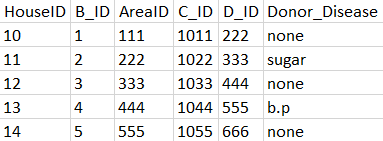 HouseID B_ID AreaID C_ID D_ID Donor_Disease
10 1 111 1011 222 none
11 2 222 1022 333 sugar
12 3 333 1033 444 none
13 4 444 1044 555 b.p
14 5 555 1055 666 none